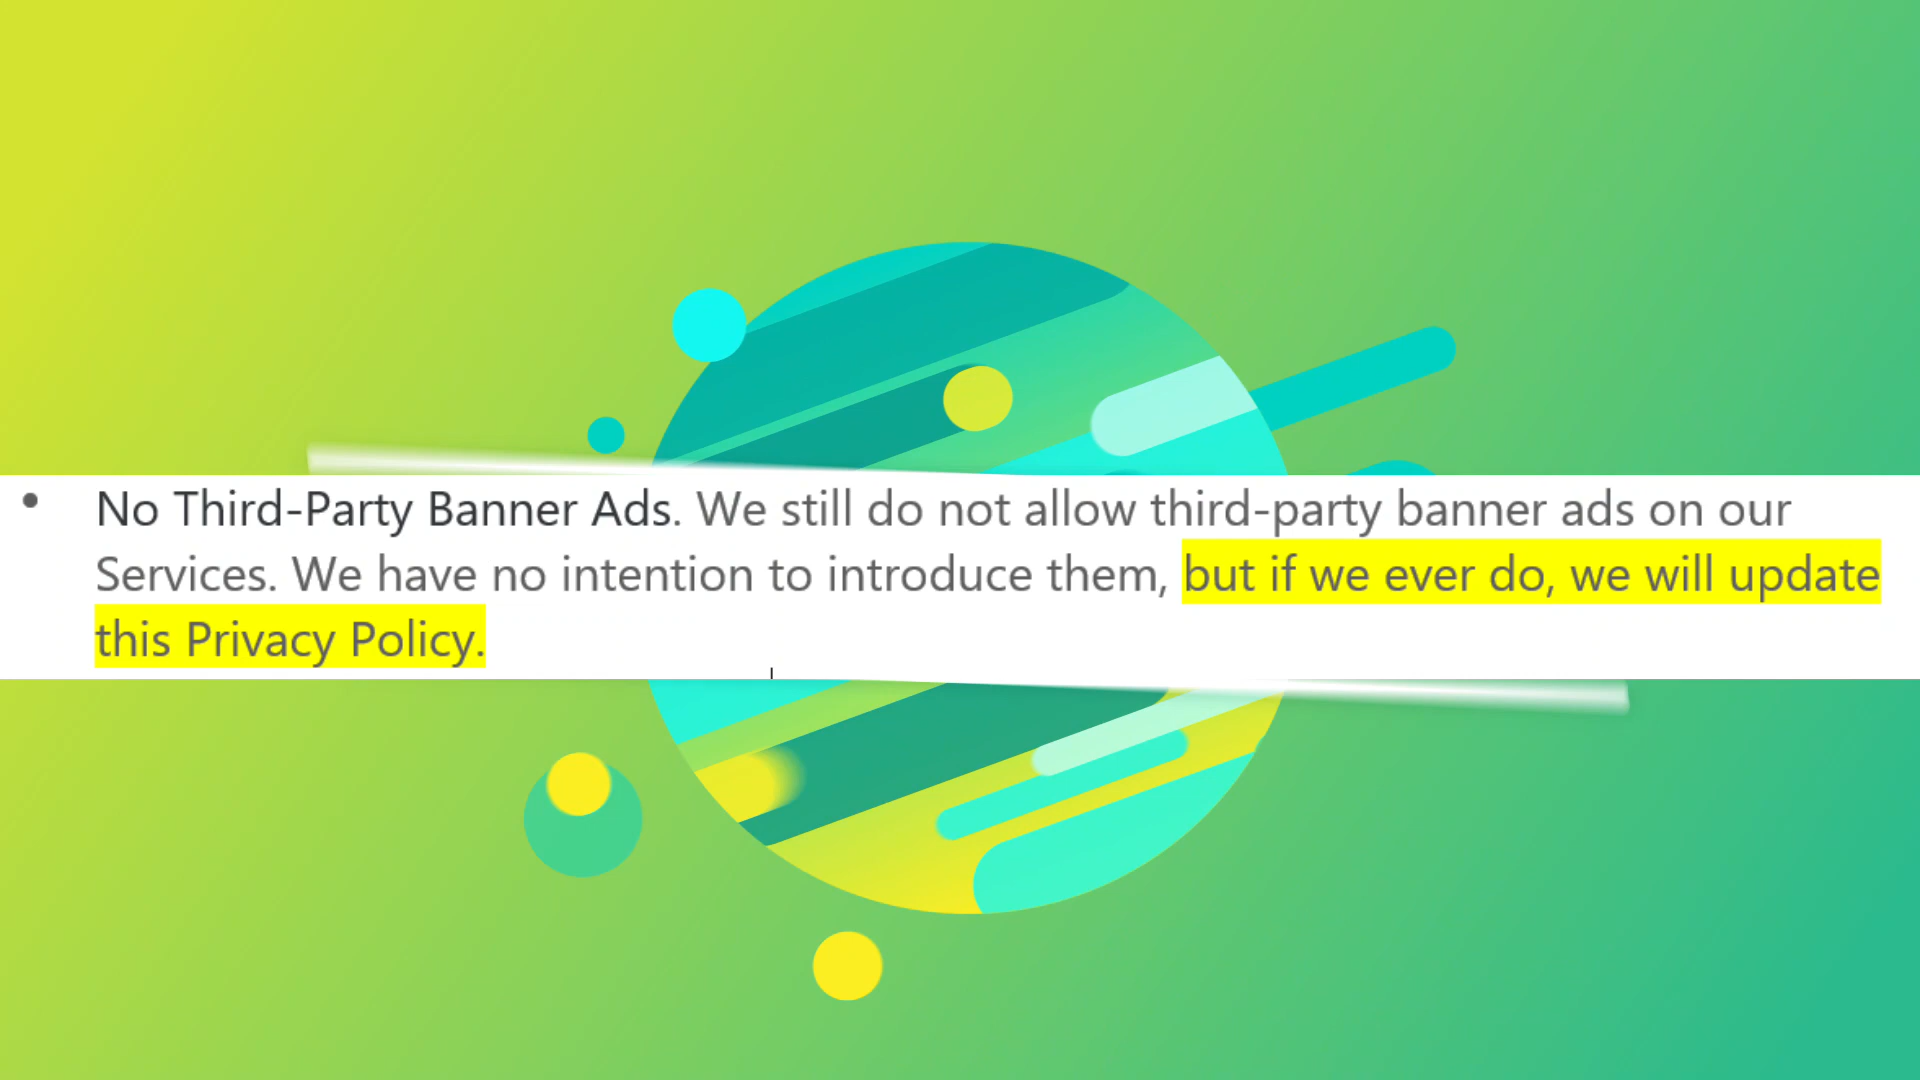 • No Third-Party Banner Ads. We still do not allow third-party banner ads on our
Services. We have no intention to introduce them, but if we ever do, we will update
this Privacy Policy.